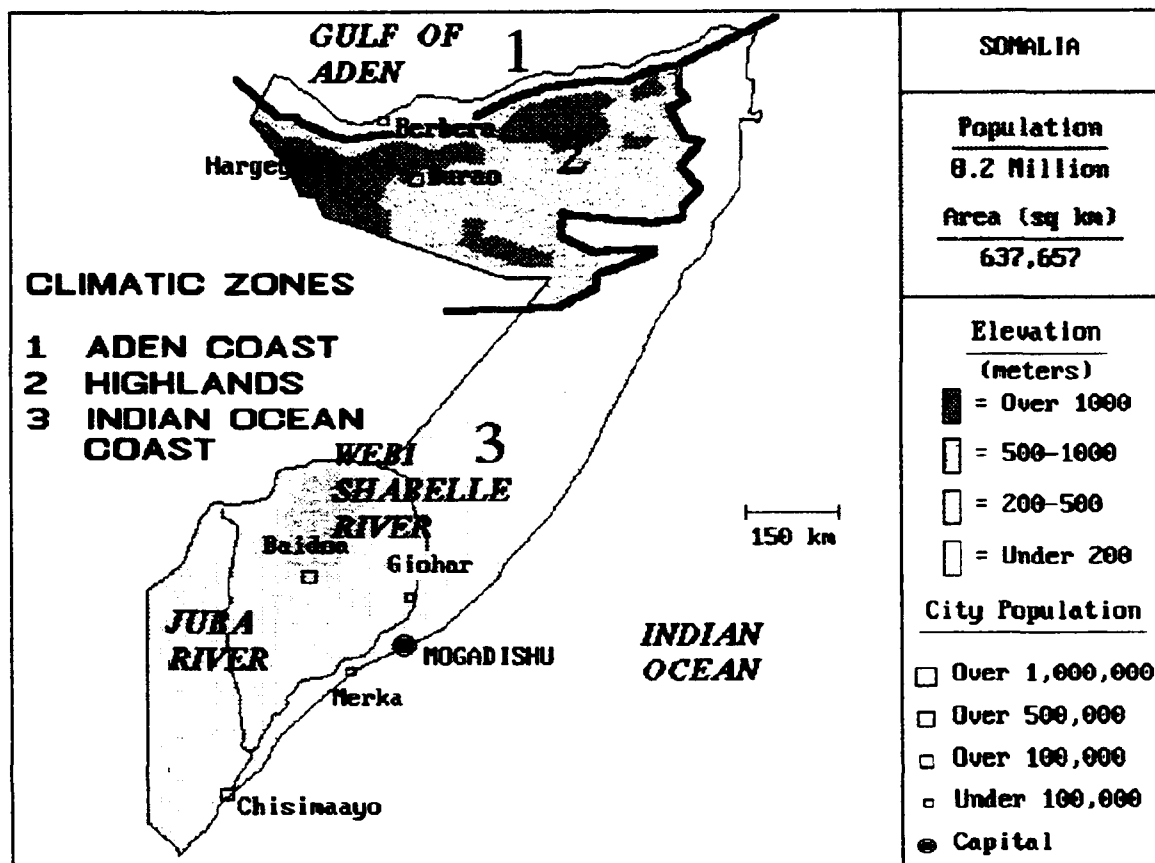 GULF OF
ADEN
1
Berbera
2
Burao
CLIMATIC ZONES
1 ADEN COAST
2 HIGHLANDS
3 INDIAN OCEAN
COAST
3
WEBI
SHABELLE
RIVER
Baidoa
Giohar
JUBA
RIVER
MOGADISHU
Merka
Chisimaayo
INDIAN
OCEAN
150 km
SOMALIA
Population
8.2 Million
Area (sq km)
637,657
Elevation
(meters)
= Over 1000
= 500-1000
= 200-500
= Under 200
City Population
Over 1,000,000
Over 500,000
Over 100,000
Under 100,000
Capital